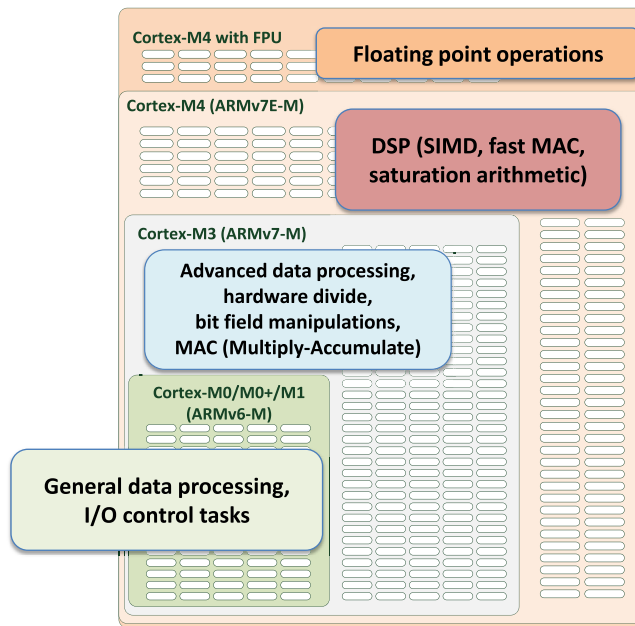 Cortex-M4 with FPU
Floating point operations
Cortex-M4 (ARMv7E-M)
DSP (SIMD, fast MAC,
saturation arithmetic)
Cortex-M3 (ARMv7-M)
Advanced data processing,
hardware divide,
bit field manipulations,
MAC (Multiply-Accumulate)
Cortex-M0/M0+/M1
(ARMv6-M)
General data processing,
I/O control tasks